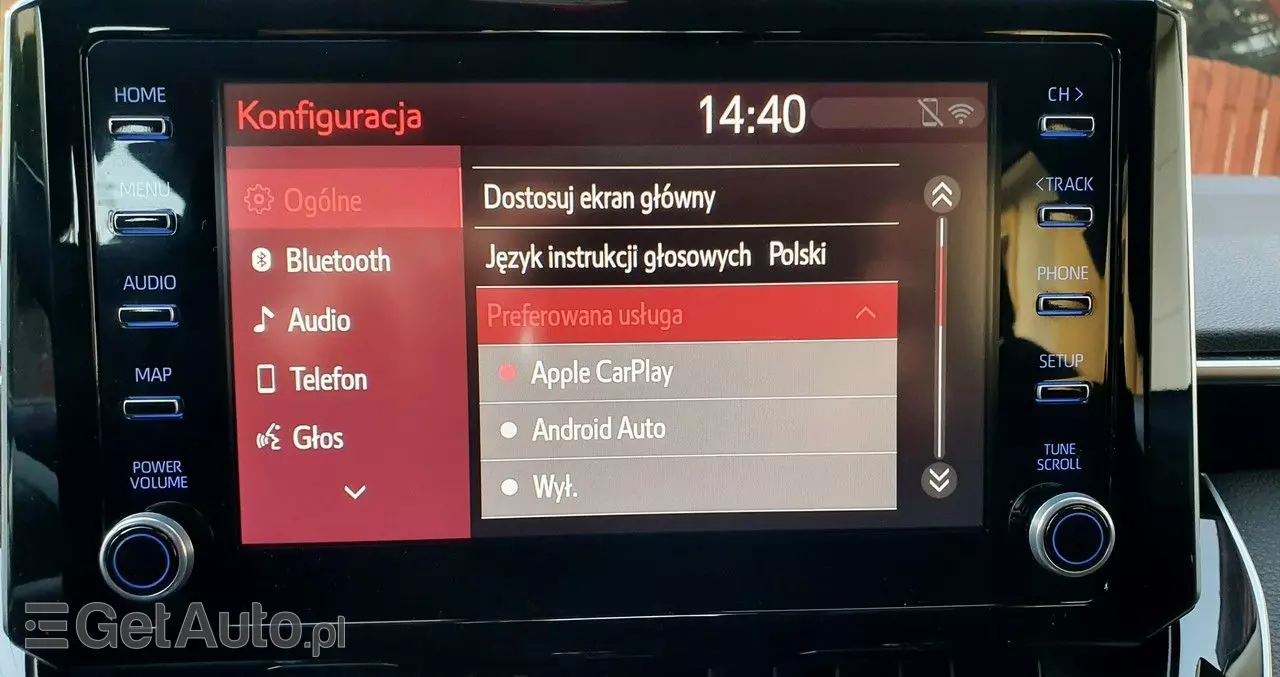 HOME
MENU
AUDIO
MAP
POWER
VOLUME
Konfiguracja
14:40
Ogólne
Bluetooth
Audio
Telefon
Głos
Dostosuj ekran główny
Język instrukcji głosowych Polski
Preferowana usługa
Apple CarPlay
Android Auto
Wył.
CH >
<TRACK
PHONE
SETUP
TUNE
SCROLL
GetAuto.pl